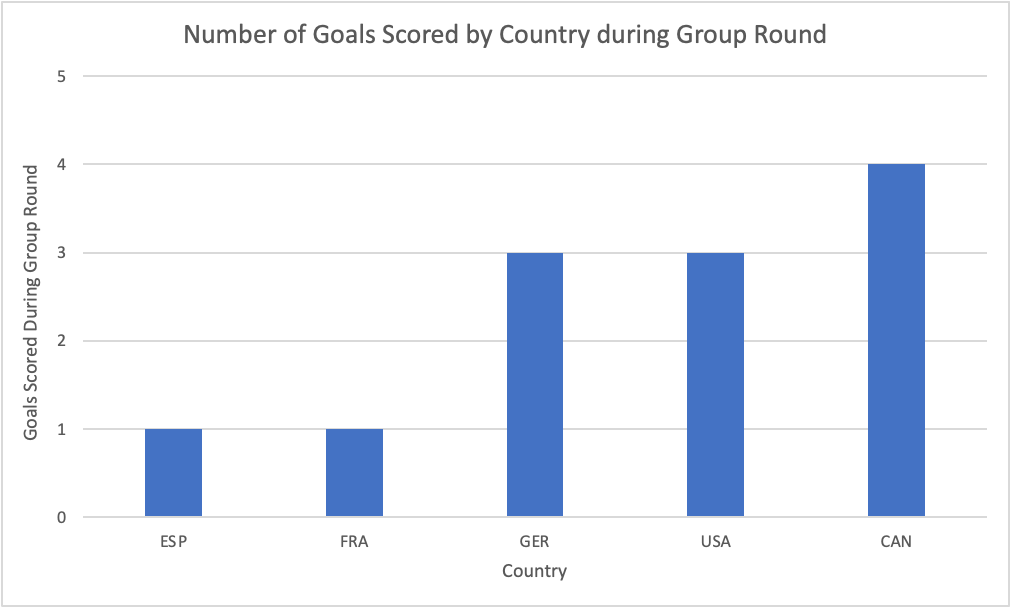 Number of Goals Scored by Country during Group Round
Goals Scored During Group Round
5
4
3
2
1
0
ESP FRA GER USA CAN
Country